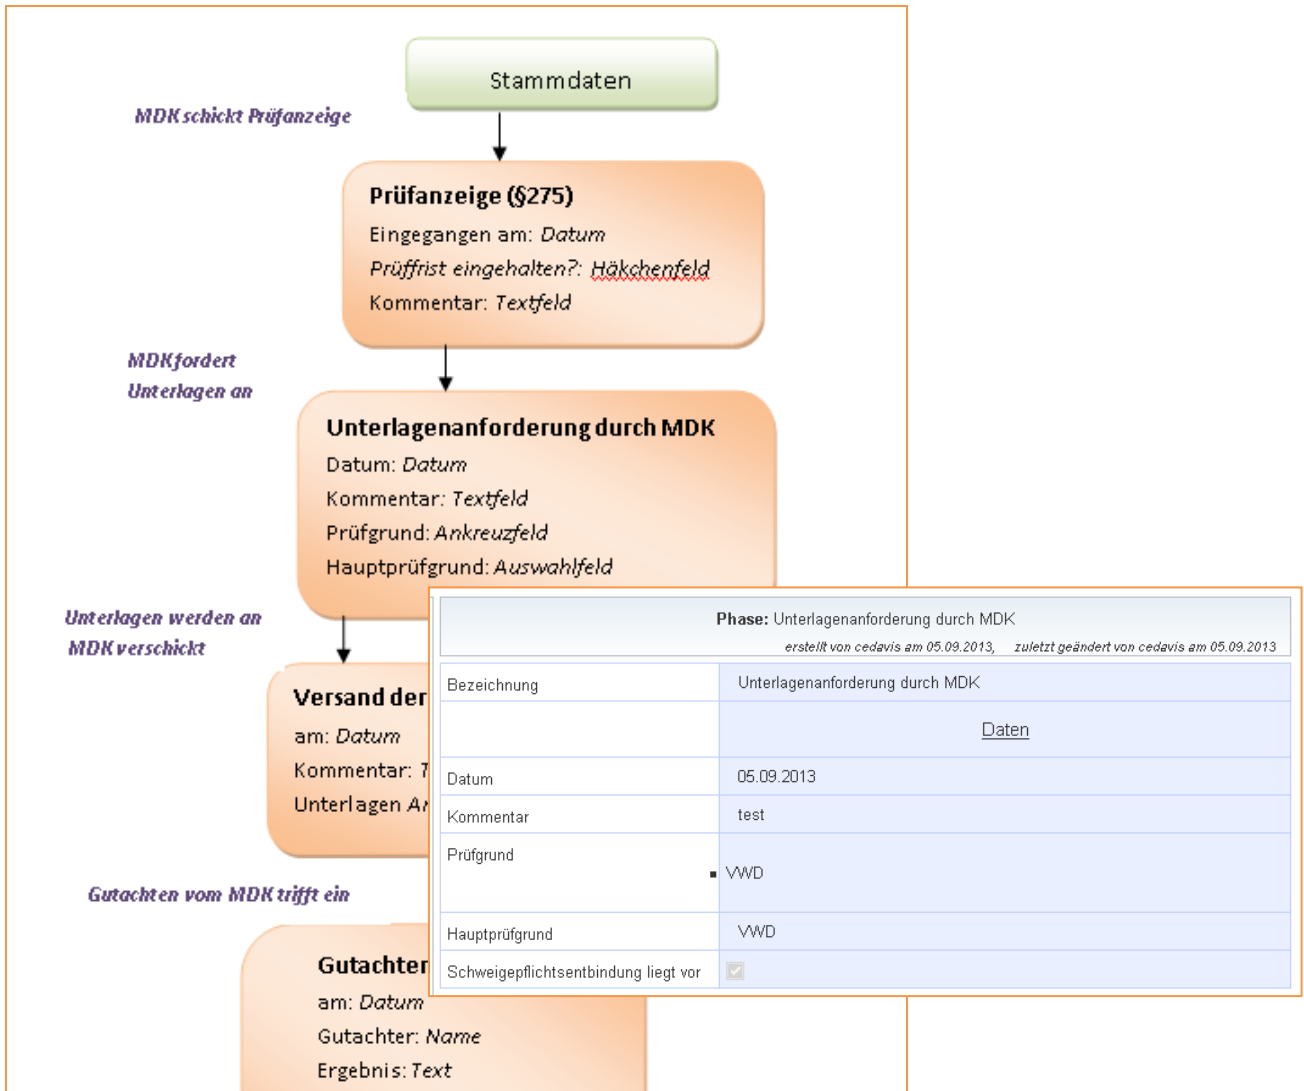 Stammdaten
MDK schickt Prüfanzeige
Prüfanzeige (§275)
Eingegangen am: Datum
Prüffrist eingehalten?: Häkchenfeld
Kommentar: Textfeld
MDK fordert
Unterlagen an
Unterlagenanforderung durch MDK
Datum: Datum
Kommentar: Textfeld
Prüfgrund: Ankreuzfeld
Hauptprüfgrund: Auswahlfeld
Unterlagen werden an
MDK verschickt
Versand der
am: Datum
Kommentar:
Unterlagen
Gutachten vom MDK trifft ein
Gutachter
am: Datum
Gutachter: Name
Ergebnis: Text
Phase: Unterlagenanforderung durch MDK
erstellt von cedavis am 05.09.2013, zuletzt geändert von cedavis am 05.09.2013
Bezeichnung Unterlagenanforderung durch MDK
Daten
Datum 05.09.2013
Kommentar test
Prüfgrund
▪ VWD
Hauptprüfgrund VWD
Schweigepflichtsentbindung liegt vor